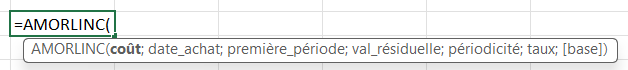 =AMORLINC(
AMORLINC(coût; date_achat; première_période; val_résiduelle; périodicité; taux; [base])